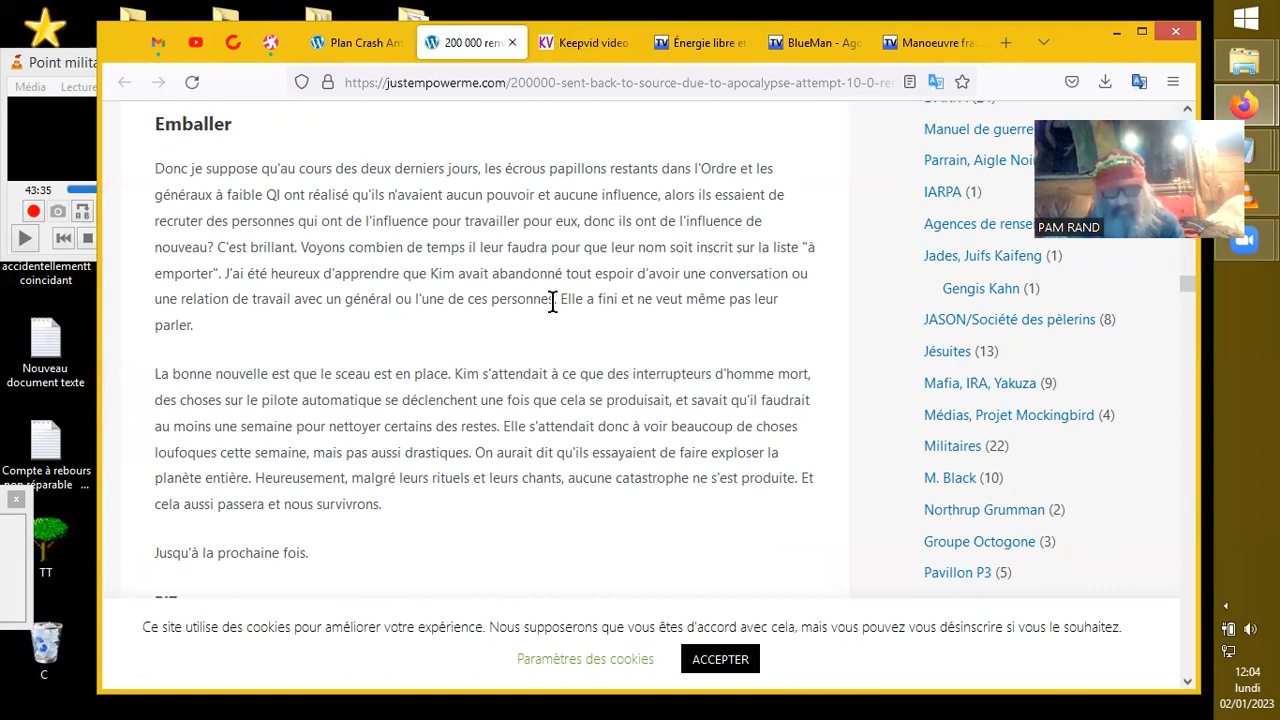 Point milita
Média Lecture
43:35
accidentellementt
coincidant
Nouveau
document texte
Compte à rebours
non réparable ...
TT
C
Plan Crash Am
200 000 renv
Keepvid video
Énergie libre et
BlueMan - Ago
Manoeuvre fra
https://justempowerme.com/200000-sent-back-to-source-due-to-apocalypse-attempt-10-0-re
Emballer
Donc je suppose qu'au cours des deux derniers jours, les écrous papillons restants dans l'Ordre et les
généraux à faible QI ont réalisé qu'ils n'avaient aucun pouvoir et aucune influence, alors ils essaient de
recruter des personnes qui ont de l'influence pour travailler pour eux, donc ils ont de l'influence de
nouveau? C'est brillant. Voyons combien de temps il leur faudra pour que leur nom soit inscrit sur la liste "à
emporter". J'ai été heureux d'apprendre que Kim avait abandonné tout espoir d'avoir une conversation ou
une relation de travail avec un général ou l'une de ces personnes. Elle a fini et ne veut même pas leur
parler.
La bonne nouvelle est que le sceau est en place. Kim s'attendait à ce que des interrupteurs d'homme mort,
des choses sur le pilote automatique se déclenchent une fois que cela se produisait, et savait qu'il faudrait
au moins une semaine pour nettoyer certains des restes. Elle s'attendait donc à voir beaucoup de choses
loufoques cette semaine, mais pas aussi drastiques. On aurait dit qu'ils essayaient de faire exploser la
planète entière. Heureusement, malgré leurs rituels et leurs chants, aucune catastrophe ne s'est produite. Et
cela aussi passera et nous survivrons.
Jusqu'à la prochaine fois.
Manuel de guerre
Parrain, Aigle Noi
IARPA (1)
Agences de rense
Jades, Juifs Kaifeng (1)
Gengis Kahn (1)
JASON/Société des pèlerins (8)
Jésuites (13)
Mafia, IRA, Yakuza (9)
Médias, Projet Mockingbird (4)
Militaires (22)
M. Black (10)
Northrup Grumman (2)
Groupe Octogone (3)
Pavillon P3 (5)
PAM RAND
Ce site utilise des cookies pour améliorer votre expérience. Nous supposerons que vous êtes d'accord avec cela, mais vous pouvez vous désinscrire si vous le souhaitez.
Paramètres des cookies
ACCEPTER
12:04
lundi
02/01/2023